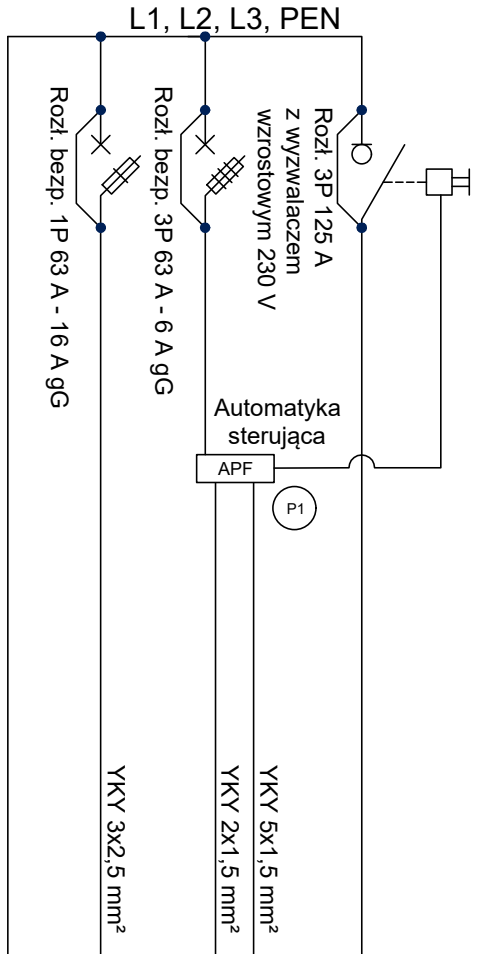 L1, L2, L3, PEN
Rozł. bezp. 1P 63 A - 16 A gG
Rozł. bezp. 3P 63 A - 6 A gG
Rozł. 3P 125 A
z wyzwalaczem
wzrostowym 230 V
Automatyka
sterująca
APF
P1
YKY 3x2,5 mm²
YKY 2x1,5 mm²
YKY 5x1,5 mm²